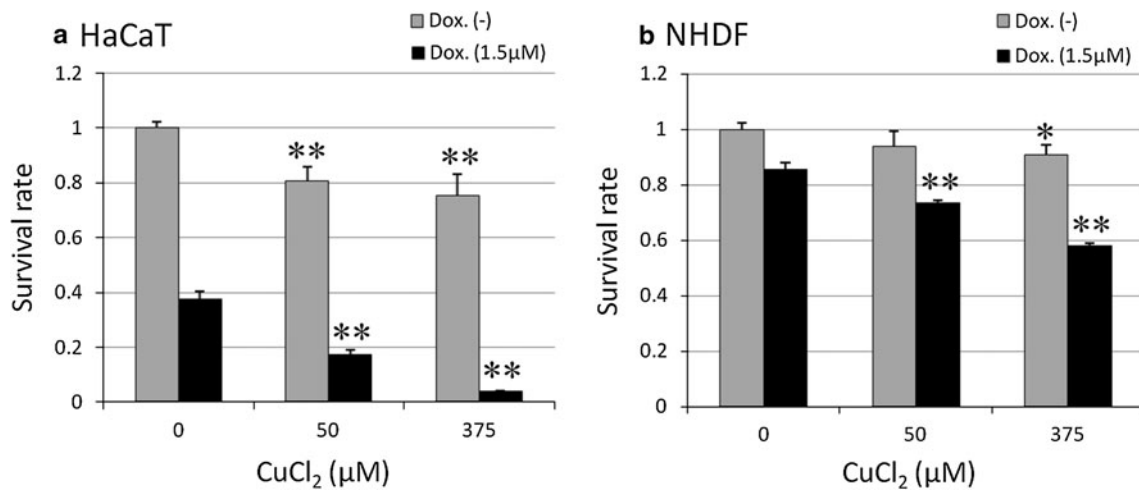 a HaCaT
Dox. (-)
Dox. (1.5μM)
1.2
1
0.8
0.6
0.4
0.2
0
Survival rate
**
**
**
**
0
50
375
CuCl₂ (μM)
b NHDF
Dox. (-)
Dox. (1.5μM)
1.2
1
0.8
0.6
0.4
0.2
0
Survival rate
*
**
**
0
50
375
CuCl₂ (μM)